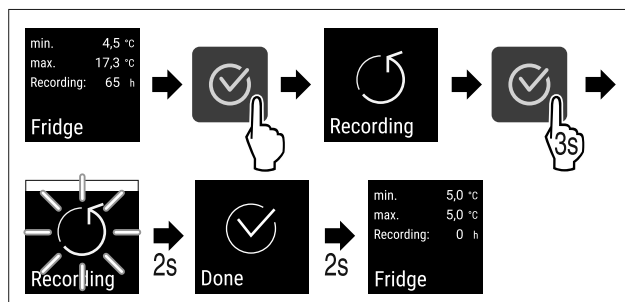 min. 4,5 °C
max. 17,3 °C
Recording: 65 h
Fridge
Recording
3s
Recording
2s
Done
2s
min. 5,0 °C
max. 5,0 °C
Recording: 0 h
Fridge